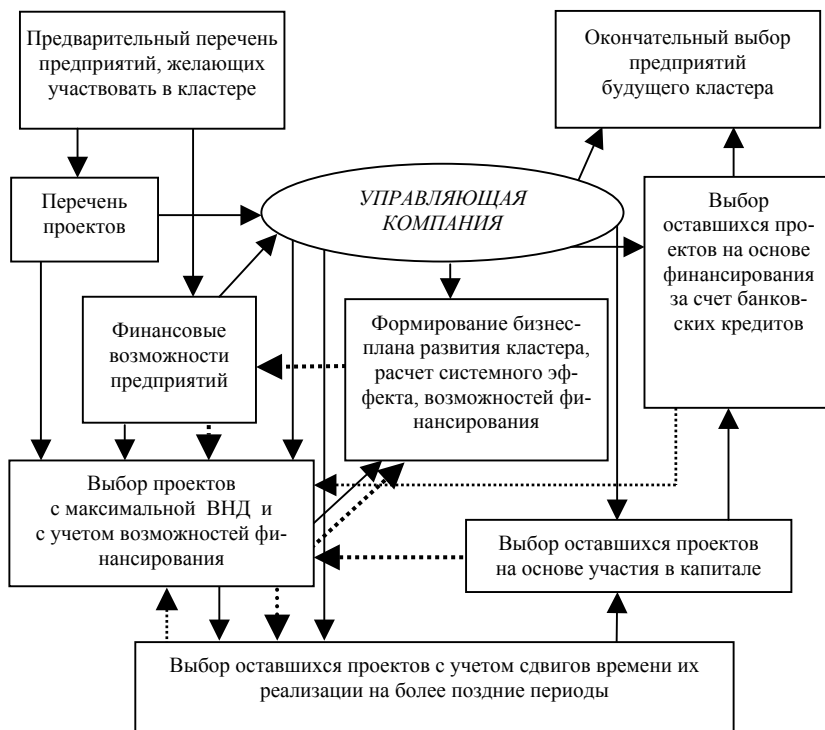 Предварительный перечень
предприятий, желающих
участвовать в кластере
Окончательный выбор
предприятий
будущего кластера
Перечень
проектов
УПРАВЛЯЮЩАЯ
КОМПАНИЯ
Выбор
оставшихся про-
ектов на основе
финансирования
за счет банков-
ских кредитов
Финансовые
возможности
предприятий
Формирование бизнес-
плана развития кластера,
расчет системного эф-
фекта, возможностей фи-
нансирования
Выбор проектов
с максимальной ВНД и
с учетом возможностей фи-
нансирования
Выбор оставшихся проектов
на основе участия в капитале
Выбор оставшихся проектов с учетом сдвигов времени их
реализации на более поздние периоды